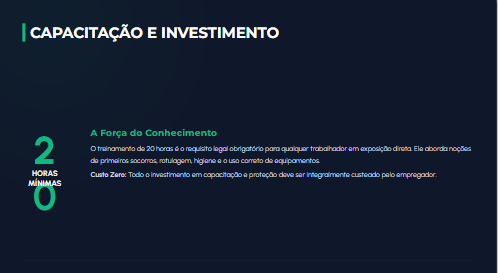 CAPACITAÇÃO E INVESTIMENTO
20
HORAS
MÍNIMAS
A Força do Conhecimento
O treinamento de 20 horas é o requisito legal obrigatório para qualquer trabalhador em exposição direta. Ele aborda noções
de primeiros socorros, rotulagem, higiene e o uso correto de equipamentos.
Custo Zero: Todo o investimento em capacitação e proteção deve ser integralmente custeado pelo empregador.